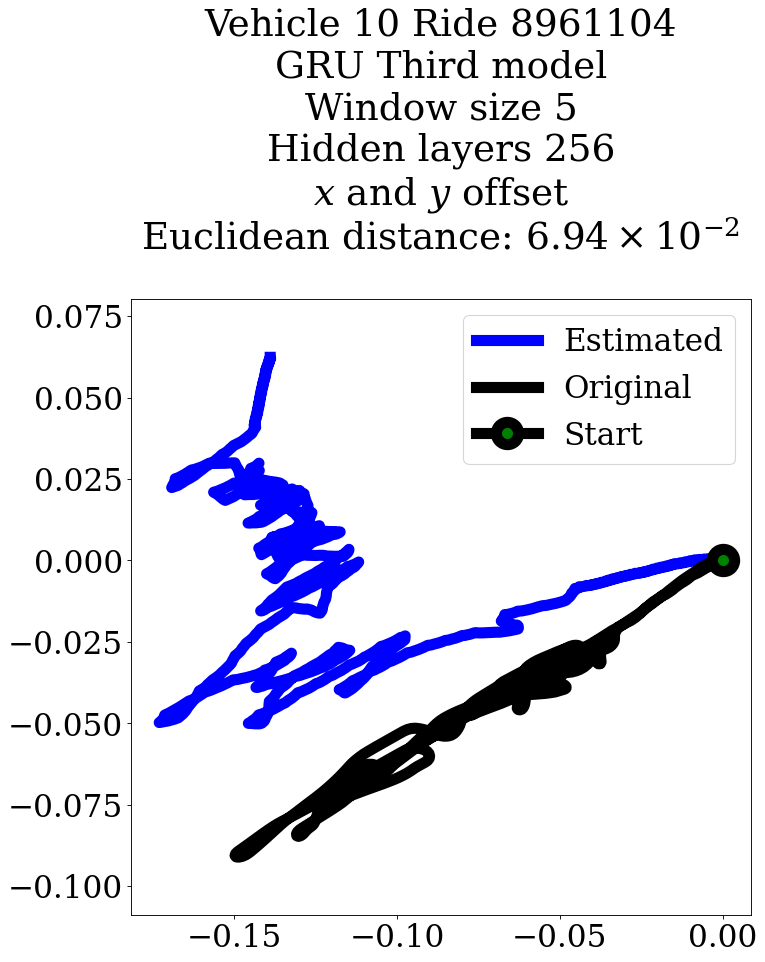 Vehicle 10 Ride 8961104
GRU Third model
Window size 5
Hidden layers 256
x and y offset
Euclidean distance: 6.94 × 10⁻²
0.075
0.050
0.025
0.000
−0.025
−0.050
−0.075
−0.100
Estimated
Original
Start
−0.15
−0.10
−0.05
0.00